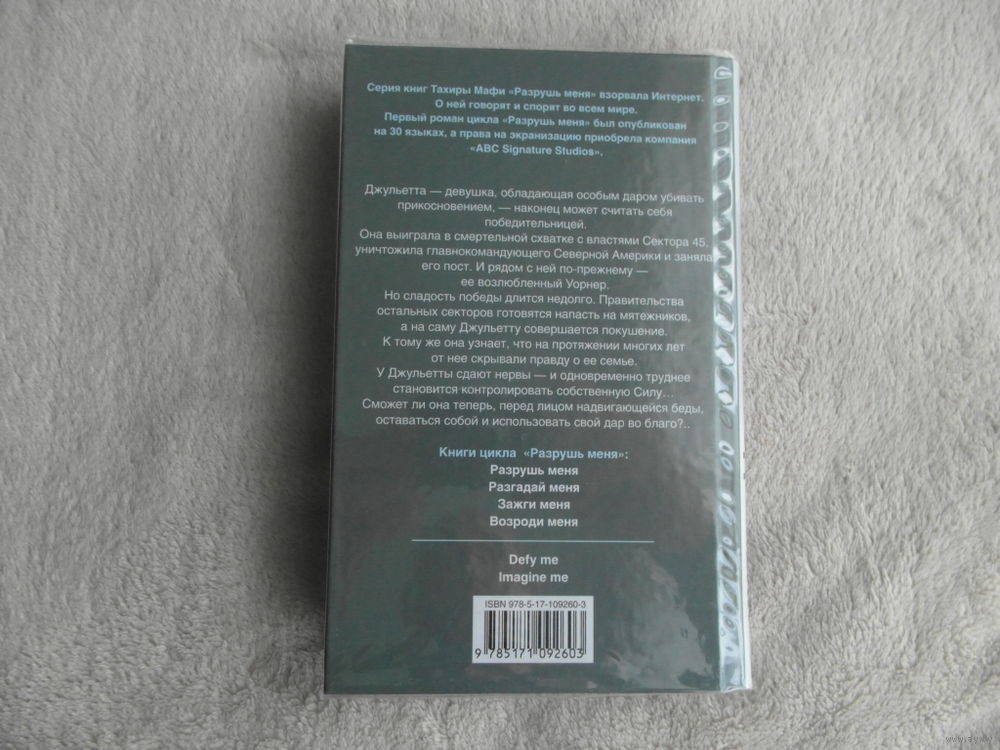 Серия книг Тахиры Мафи «Разрушь меня» взорвала Интернет.
О ней говорят и спорят во всем мире.
Первый роман цикла «Разрушь меня» был опубликован
на 30 языках, а права на экранизацию приобрела компания
«ABC Signature Studios».
Джульетта — девушка, обладающая особым даром убивать
прикосновением, — наконец может считать себя
победительницей.
Она выиграла в смертельной схватке с властями Сектора 45,
уничтожила главнокомандующего Северной Америки и заняла
его пост. И рядом с ней по-прежнему —
ее возлюбленный Уорнер.
Но сладость победы длится недолго. Правительства
остальных секторов готовятся напасть на мятежников,
а на саму Джульетту совершается покушение.
К тому же она узнает, что на протяжении многих лет
от нее скрывали правду о ее семье.
У Джульетты сдают нервы — и одновременно труднее
становится контролировать собственную Силу...
Сможет ли она теперь, перед лицом надвигающейся беды,
оставаться собой и использовать свой дар во благо?..
Книги цикла «Разрушь меня»:
Разрушь меня
Разгадай меня
Зажги меня
Возроди меня
Defy me
Imagine me
ISBN 978-5-17-109260-3
9 785171 092603